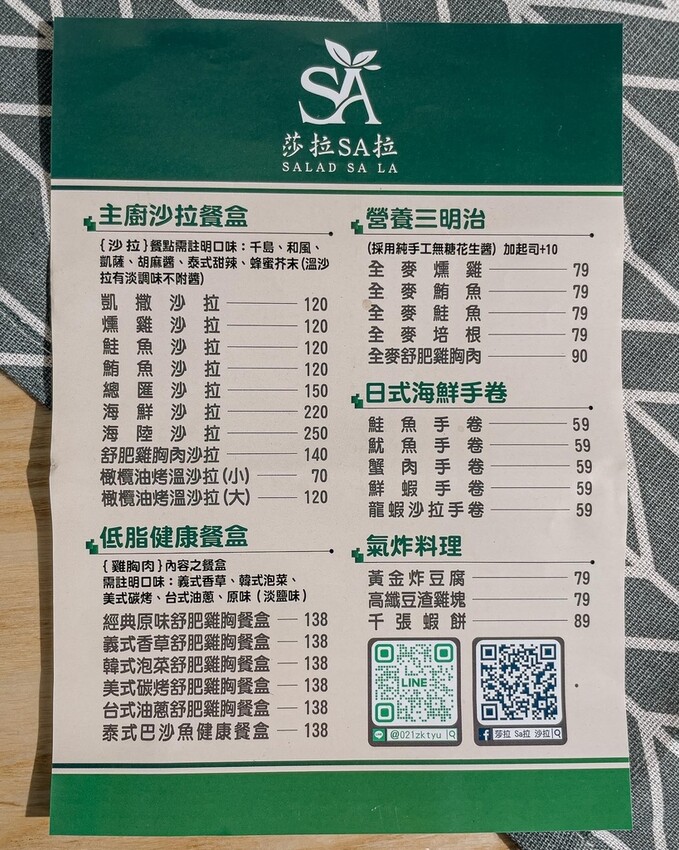 SA
莎拉SA拉
SALAD SA LA
主廚沙拉餐盒
{沙拉}餐點需註明口味：千島、和風、
凱薩、胡麻醬、泰式甜辣、蜂蜜芥末(溫沙
拉有淡調味不附醬)
凱撒沙拉 120
燻雞沙拉 120
鮭魚沙拉 120
鮪魚沙拉 120
總匯沙拉 150
海鮮沙拉 220
海陸沙拉 250
舒肥雞胸肉沙拉 140
橄欖油烤溫沙拉(小) 70
橄欖油烤溫沙拉(大) 120
低脂健康餐盒
{雞胸肉}內容之餐盒
需註明口味：義式香草、韓式泡菜、
美式碳烤、台式油蔥、原味(淡鹽味)
經典原味舒肥雞胸餐盒 138
義式香草舒肥雞胸餐盒 138
韓式泡菜舒肥雞胸餐盒 138
美式碳烤舒肥雞胸餐盒 138
台式油蔥舒肥雞胸餐盒 138
泰式巴沙魚健康餐盒 138
營養三明治
(採用純手工無糖花生醬) 加起司+10
全麥燻雞 79
全麥鮪魚 79
全麥鮭魚 79
全麥培根 79
全麥舒肥雞胸肉 90
日式海鮮手卷
鮭魚手卷 59
魷魚手卷 59
蟹肉手卷 59
鮮蝦手卷 59
龍蝦沙拉手卷 59
氣炸料理
黃金炸豆腐 79
高纖豆渣雞塊 79
千張蝦餅 89
LINE
@021zktyu
莎拉 Sa拉 沙拉